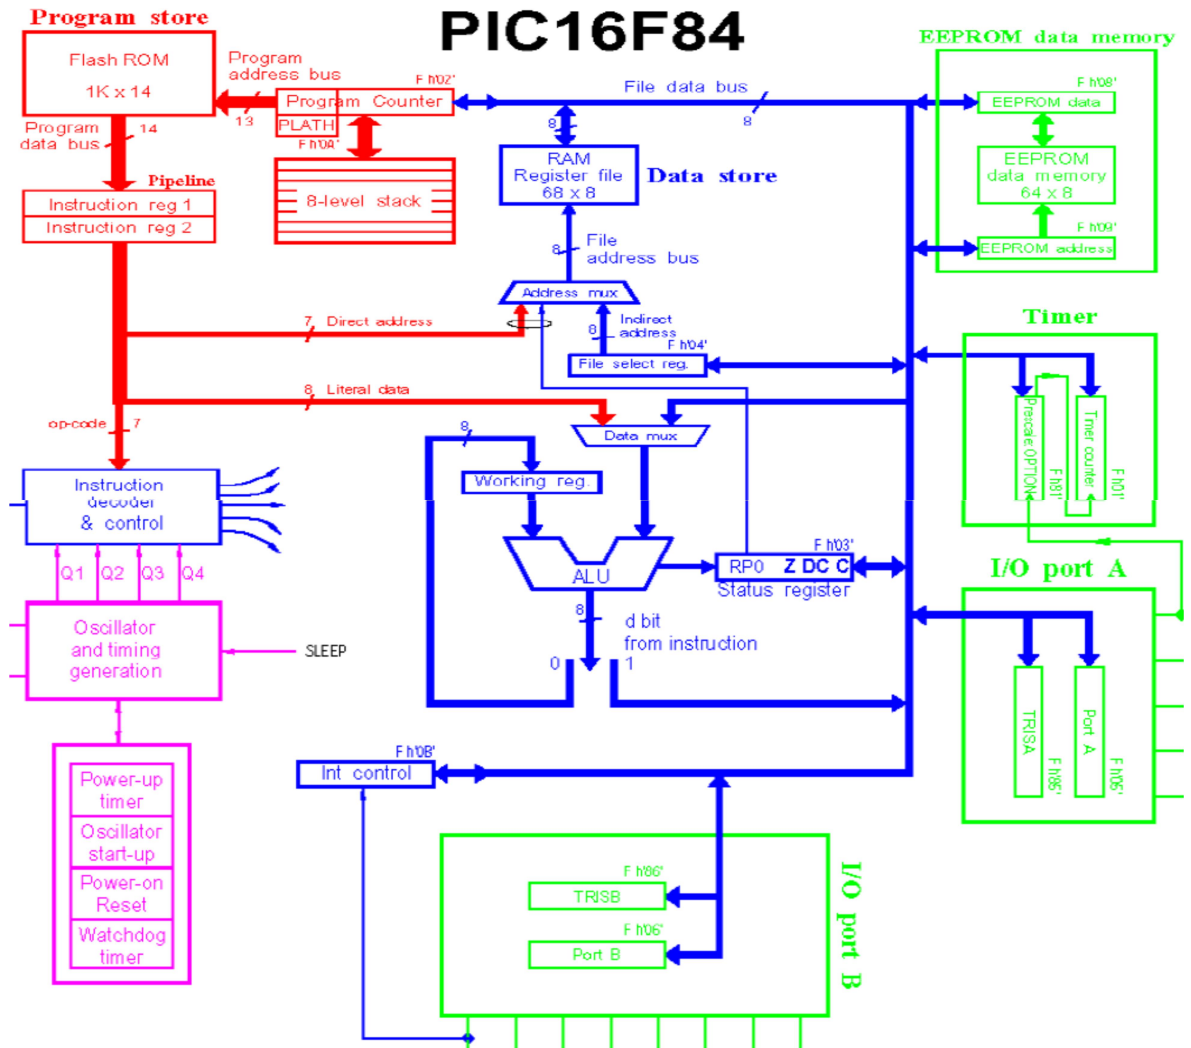 PIC16F84
Program store
Flash ROM
1K x 14
Program
address bus
13
F h'02'
Program Counter
PLATH
F h'0A'
8-level stack
Program
data bus
14
Pipeline
Instruction reg 1
Instruction reg 2
File data bus
8
8
RAM
Register file
68 x 8
Data store
8
File
address bus
Address mux
7 Direct address
8
Indirect
address
F h'04'
File select reg.
8 Literal data
Data mux
op-code
7
8
Working reg.
Instruction
decoder
& control
Q1
Q2
Q3
Q4
Oscillator
and timing
generation
SLEEP
ALU
F h'03'
RP0 Z DC C
Status register
8
d bit
from instruction
0
1
Power-up
timer
Oscillator
start-up
Power-on
Reset
Watchdog
timer
F h'0B'
Int control
EEPROM data memory
F h'08'
EEPROM data
EEPROM
data memory
64 x 8
F h'09'
EEPROM address
Timer
Prescale OPTION
F h'81'
Timer counter
F h'01'
I/O port A
TRISA
F h'85'
Port A
F h'05'
I/O port B
F h'86'
TRISB
F h'06'
Port B